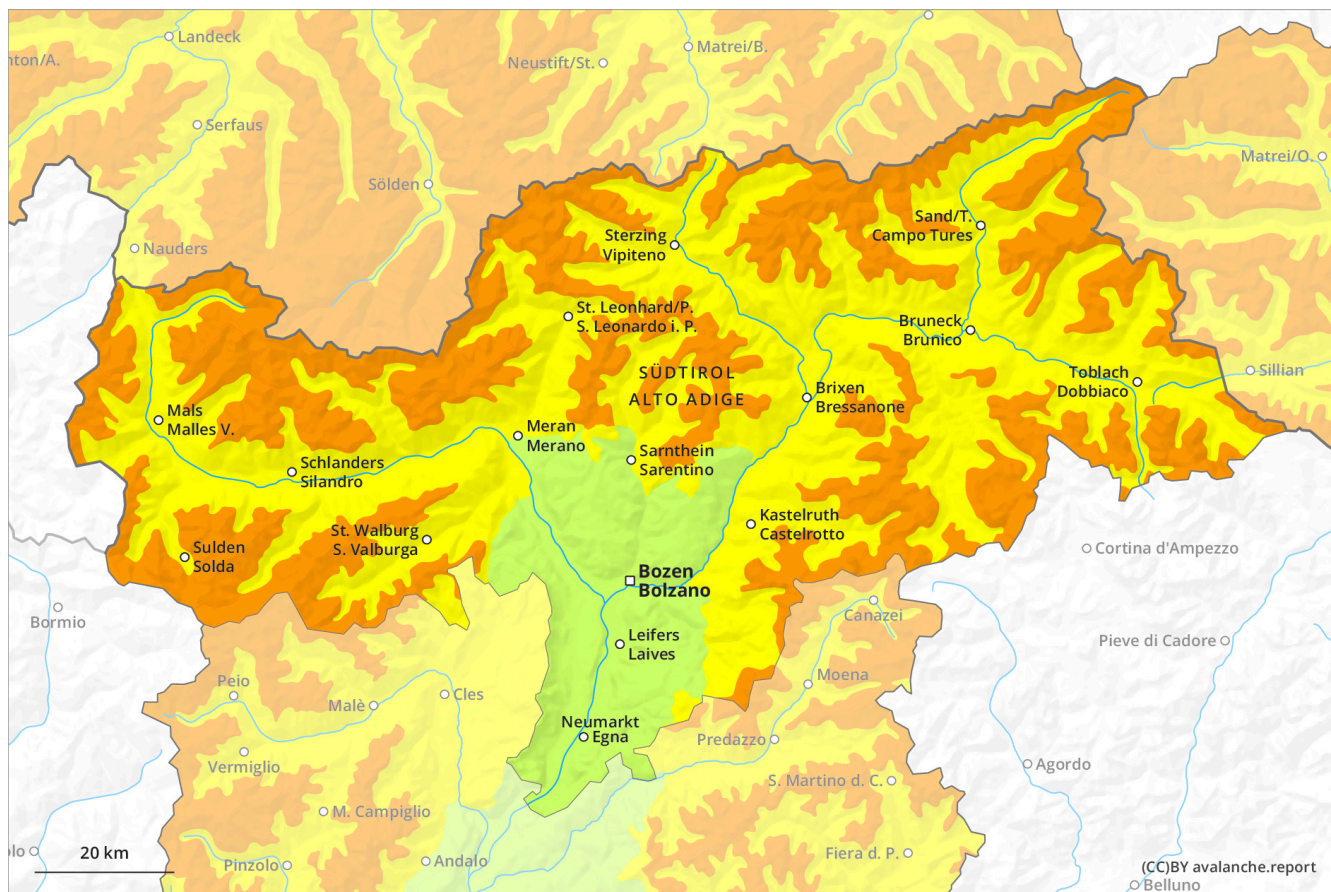 Landeck
nton/A.
Matrei/B.
Neustift/St.
Serfaus
Matrei/O.
Sölden
Sand/T.
Campo Tures
Nauders
Sterzing
Vipiteno
St. Leonhard/P.
S. Leonardo i. P.
Bruneck
Brunico
SÜDTIROL
ALTO ADIGE
Toblach
Dobbiaco
Sillian
Brixen
Bressanone
Mals
Malles V.
Meran
Merano
Sarnthein
Sarentino
Schlanders
Silandro
Kastelruth
Castelrotto
St. Walburg
S. Valburga
Sulden
Solda
Cortina d'Ampezzo
Bozen
Bolzano
Bormio
Canazei
Leifers
Laives
Pieve di Cadore
Peio
Moena
Malè
Cles
Neumarkt
Egna
Predazzo
Vermiglio
Agordo
S. Martino d. C.
M. Campiglio
olo
20 km
Pinzolo
Andalo
Fiera d. P.
(CC)BY avalanche.report
Belluno